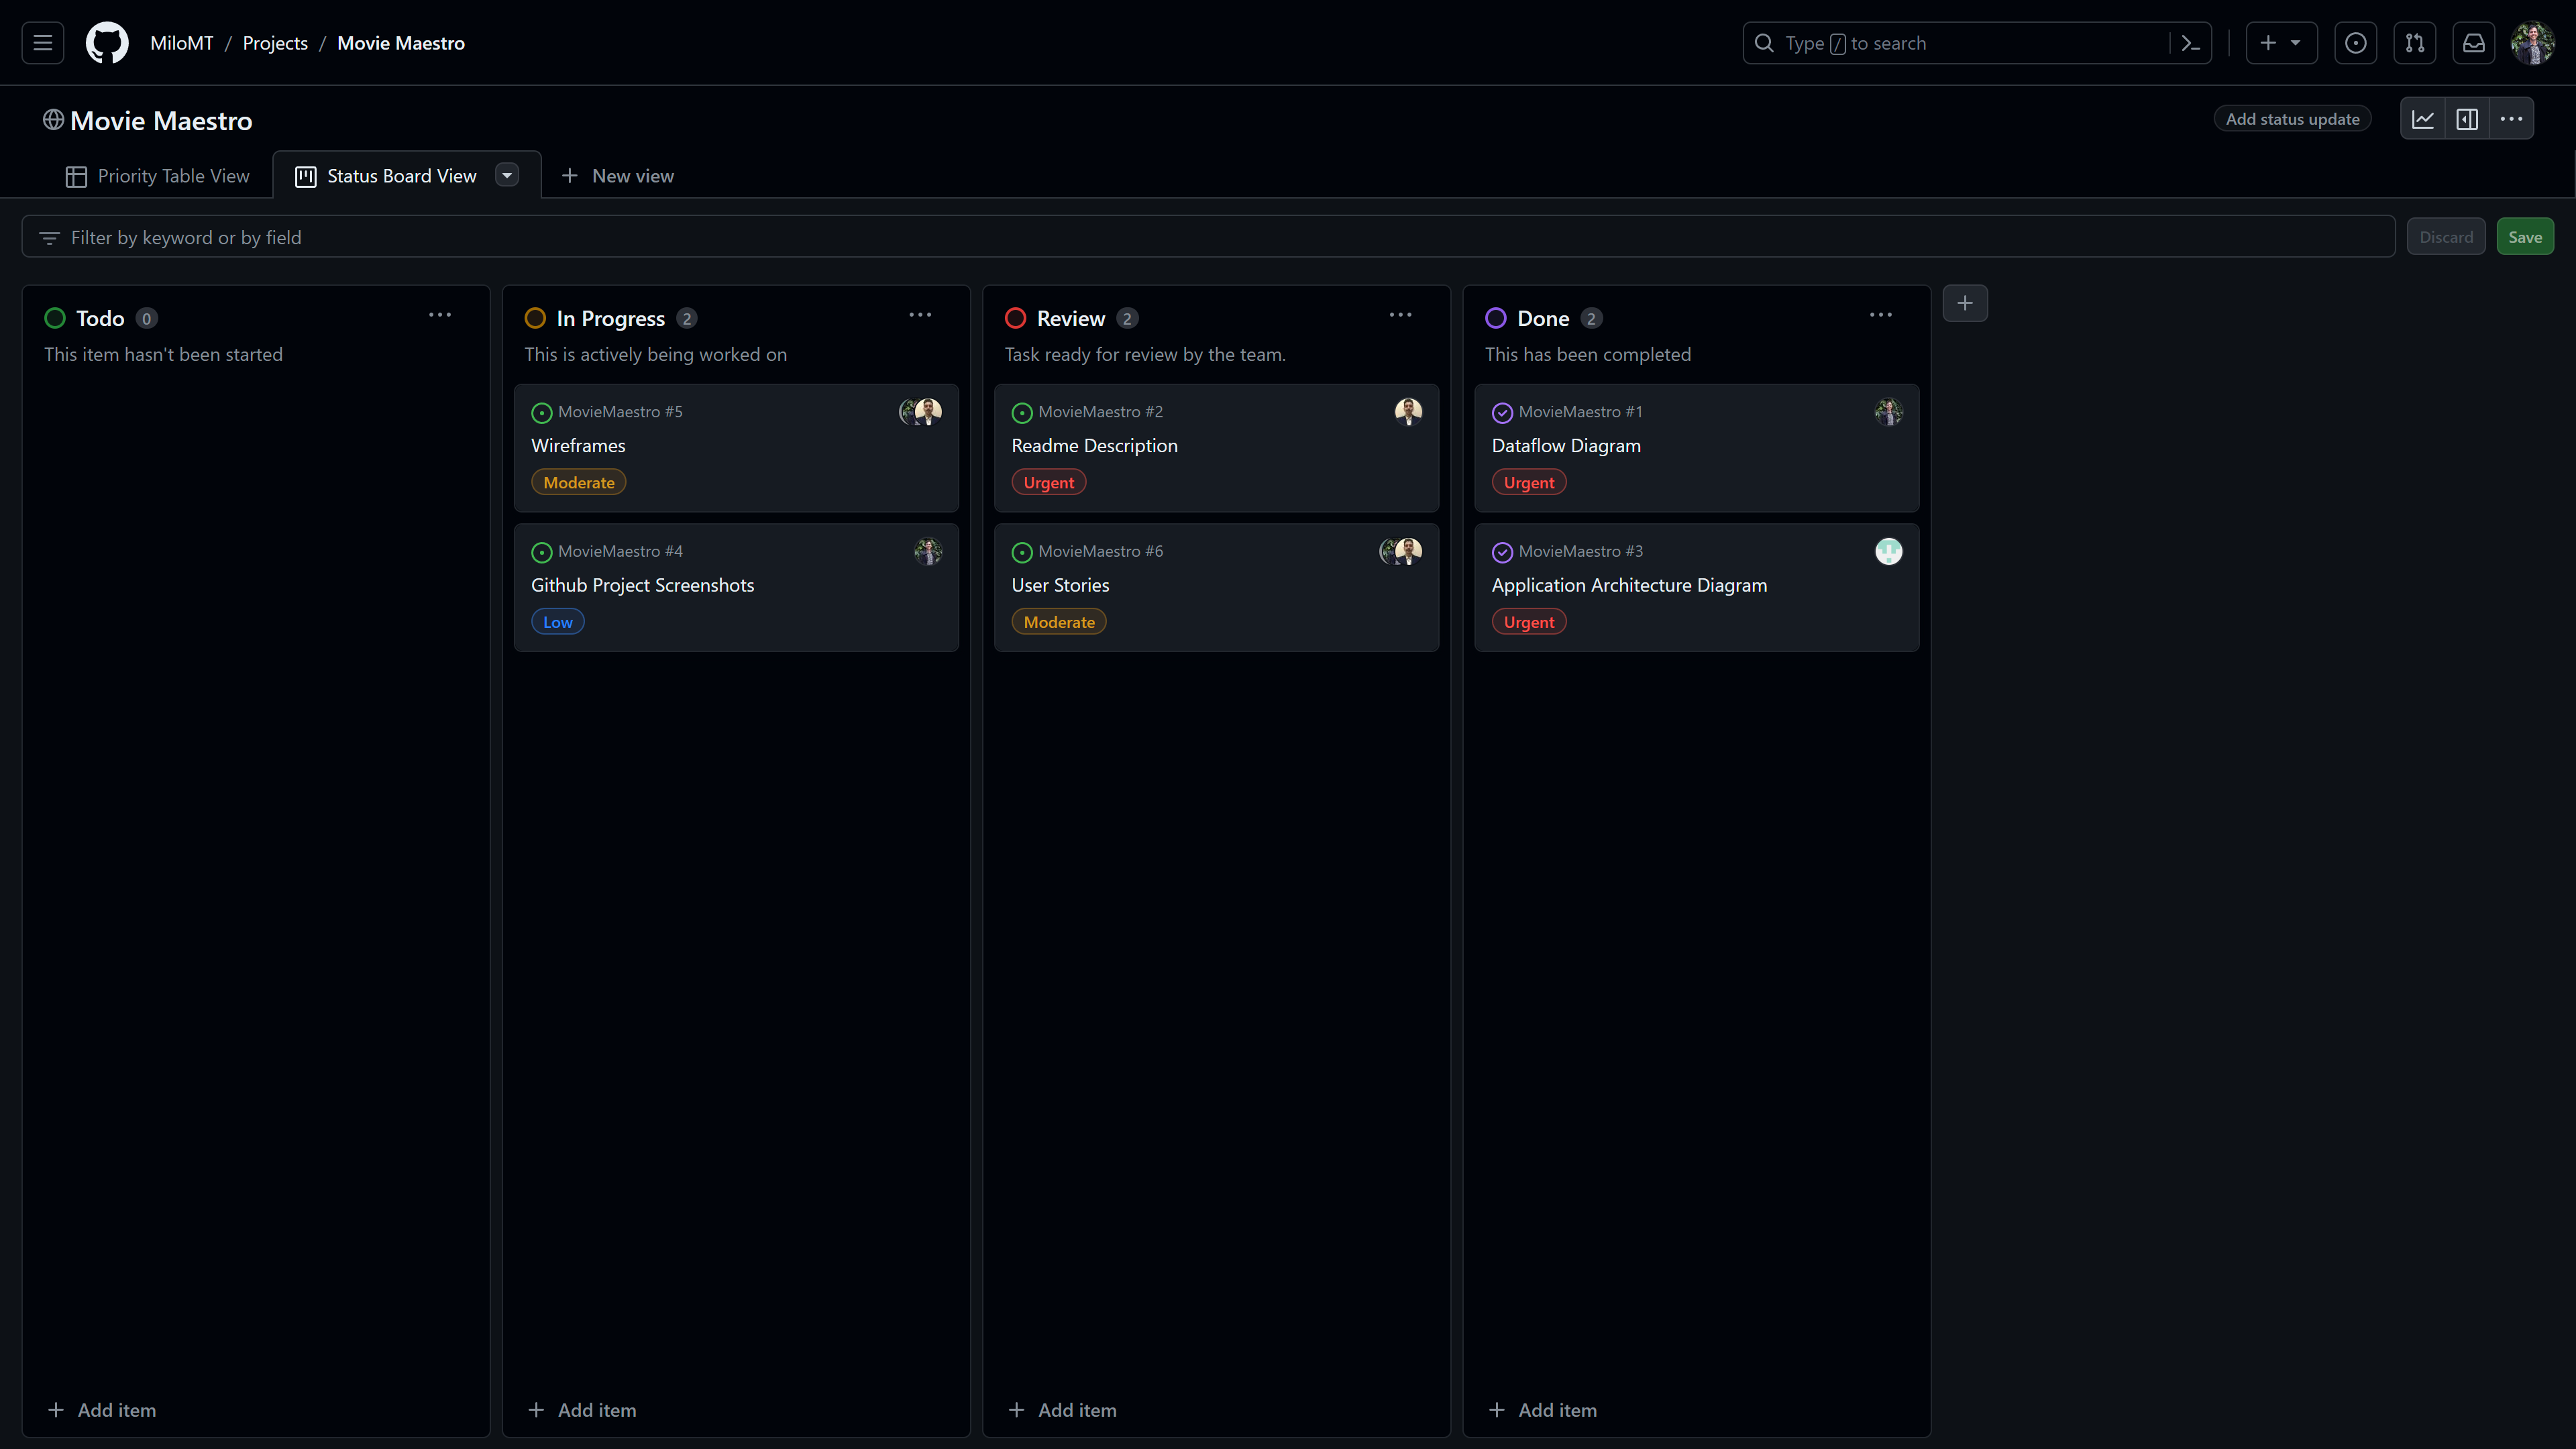 MiloMT / Projects / Movie Maestro
Type / to search
Movie Maestro
Add status update
Priority Table View
Status Board View
New view
Filter by keyword or by field
Discard
Save
Todo 0
This item hasn't been started
Add item
In Progress 2
This is actively being worked on
MovieMaestro #5
Wireframes
Moderate
MovieMaestro #4
Github Project Screenshots
Low
Add item
Review 2
Task ready for review by the team.
MovieMaestro #2
Readme Description
Urgent
MovieMaestro #6
User Stories
Moderate
Add item
Done 2
This has been completed
MovieMaestro #1
Dataflow Diagram
Urgent
MovieMaestro #3
Application Architecture Diagram
Urgent
Add item